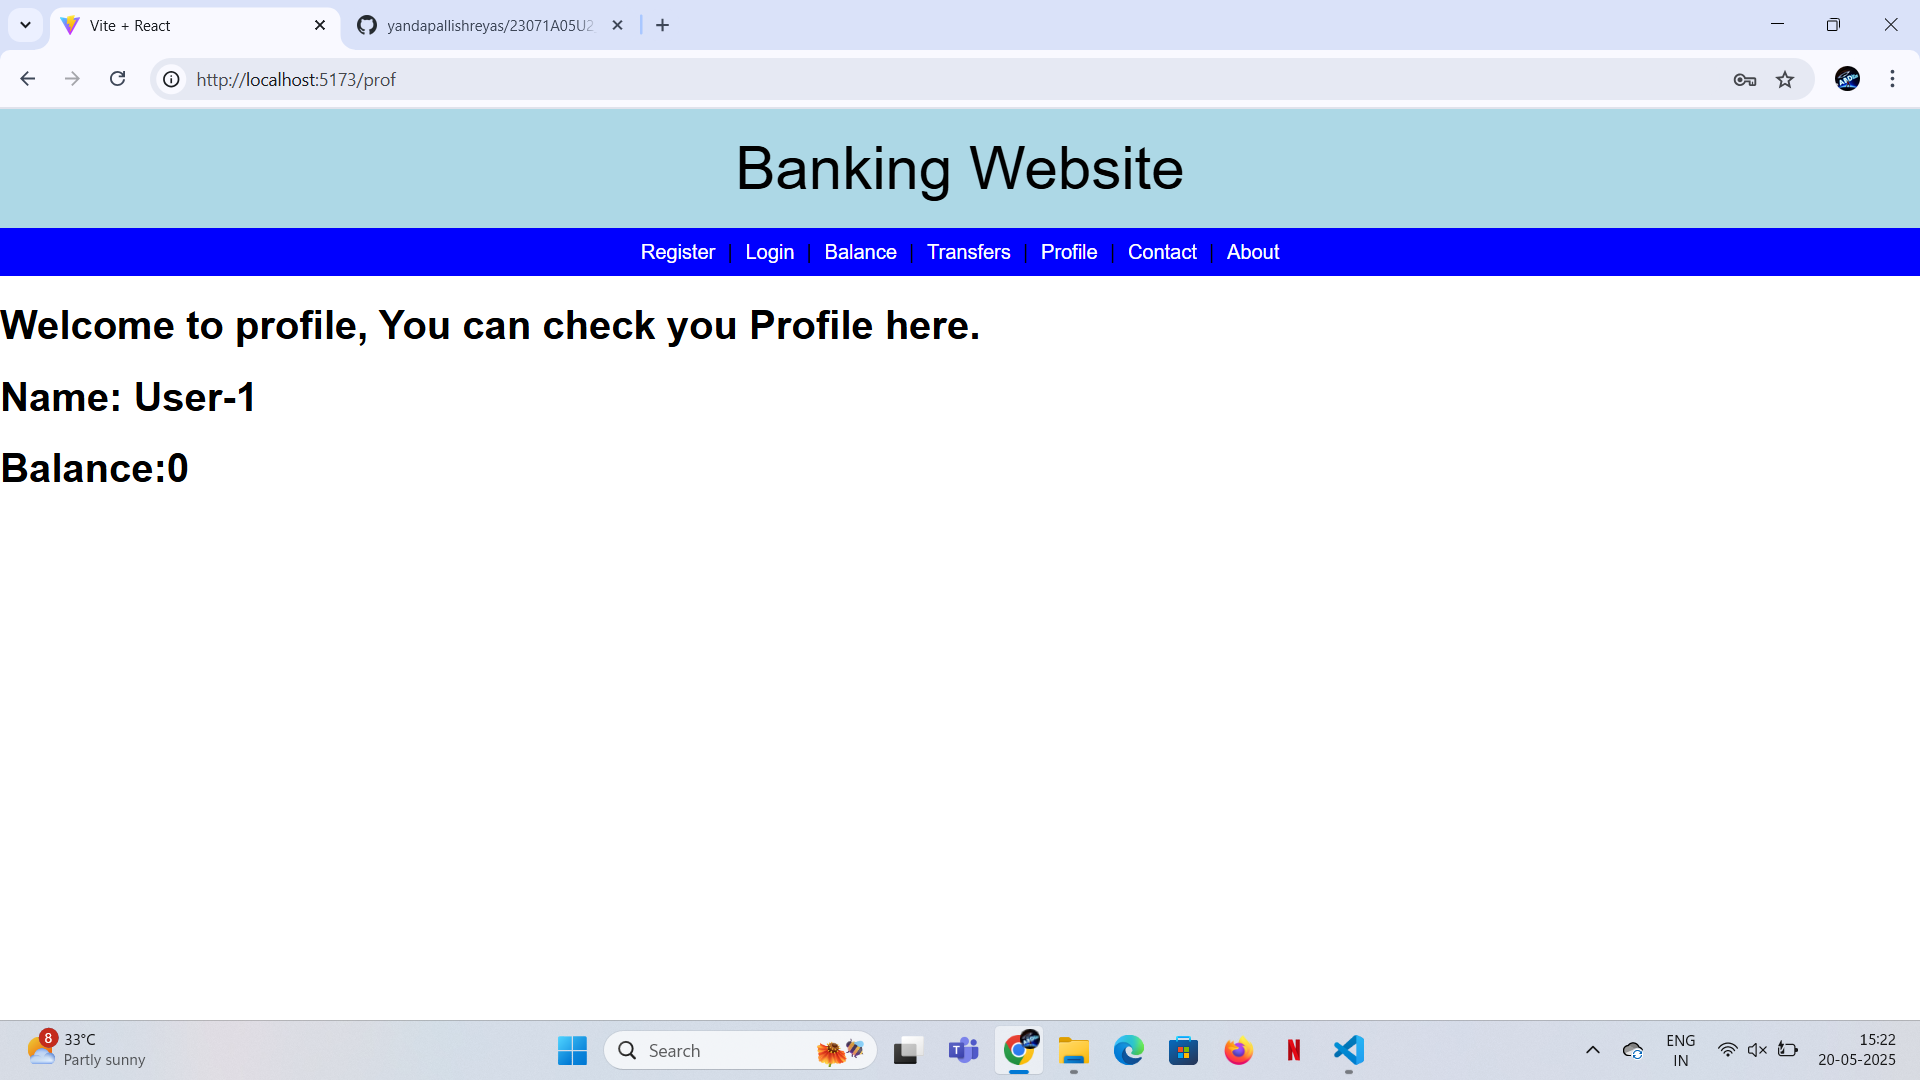 Vite + React
yandapallishreyas/23071A05U2
http://localhost:5173/prof
Banking Website
Register | Login | Balance | Transfers | Profile | Contact | About
Welcome to profile, You can check you Profile here.
Name: User-1
Balance:0
8
33°C
Partly sunny
Search
T
N
ENG
IN
15:22
20-05-2025